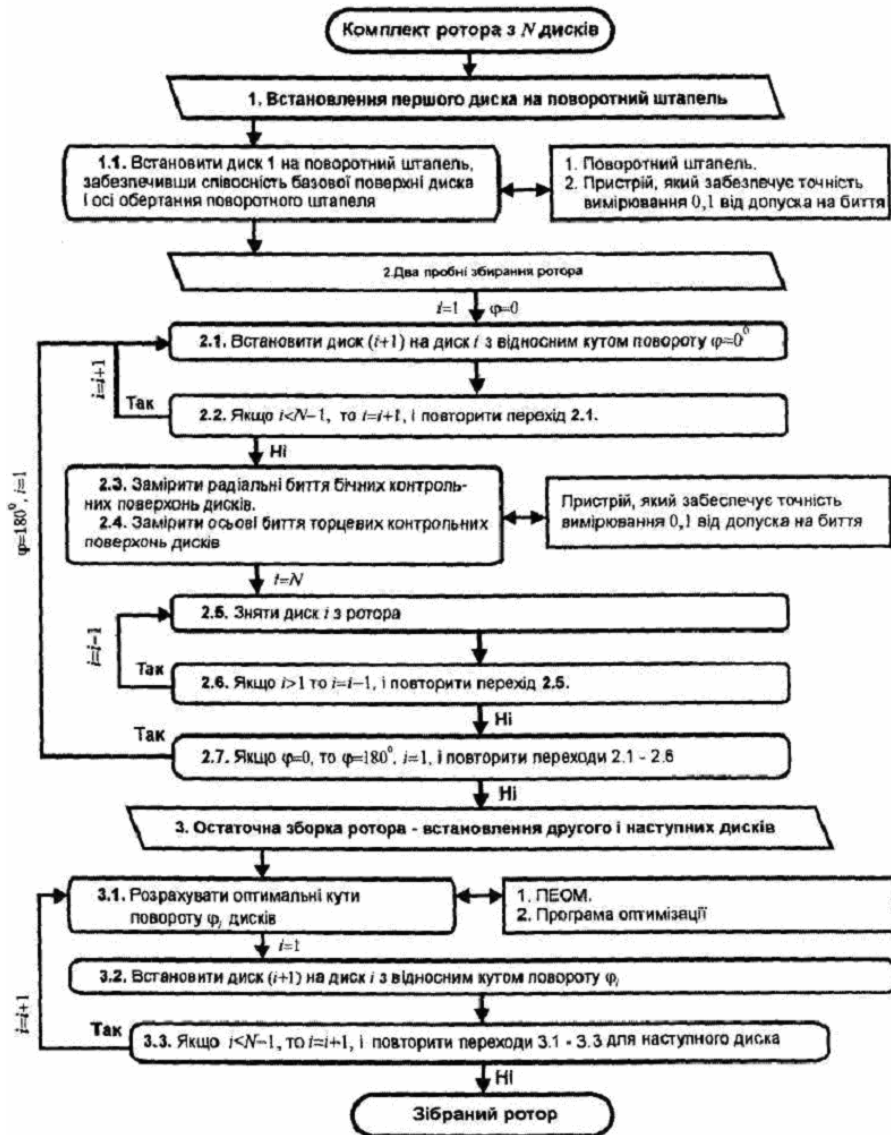 Комплект ротора з N дисків
1. Встановлення першого диска на поворотний штапель
1.1. Встановити диск 1 на поворотний штапель,
забезпечивши співосність базової поверхні диска
і осі обертання поворотного штапеля
1. Поворотний штапель.
2. Пристрій, який забезпечує точність
вимірювання 0,1 від допуска на биття
2.Два пробні збирання ротора
i=1 φ=0
2.1. Встановити диск (i+1) на диск i з відносним кутом повороту φ=0⁰
i=i+1
Так
2.2. Якщо i<N−1, то i=i+1, і повторити перехід 2.1.
Ні
φ=180⁰, i=1
2.3. Замірити радіальні биття бічних контроль-
них поверхонь дисків.
2.4. Замірити осьові биття торцевих контрольних
поверхонь дисків
Пристрій, який забеспечує точність
вимірювання 0,1 від допуска на биття
i=N
2.5. Зняти диск i з ротора
i=i−1
Так
2.6. Якщо i>1 то i=i−1, і повторити перехід 2.5.
Ні
Так
2.7. Якщо φ=0, то φ=180⁰, i=1, і повторити переходи 2.1 - 2.6
Ні
3. Остаточна зборка ротора - встановлення другого і наступних дисків
3.1. Розрахувати оптимальні кути
повороту φᵢ дисків
1. ПЕОМ.
2. Програма оптимізації
i=1
3.2. Встановити диск (i+1) на диск i з відносним кутом повороту φᵢ
i=i+1
Так
3.3. Якщо i<N−1, то i=i+1, і повторити переходи 3.1 - 3.3 для наступного диска
Ні
Зібраний ротор